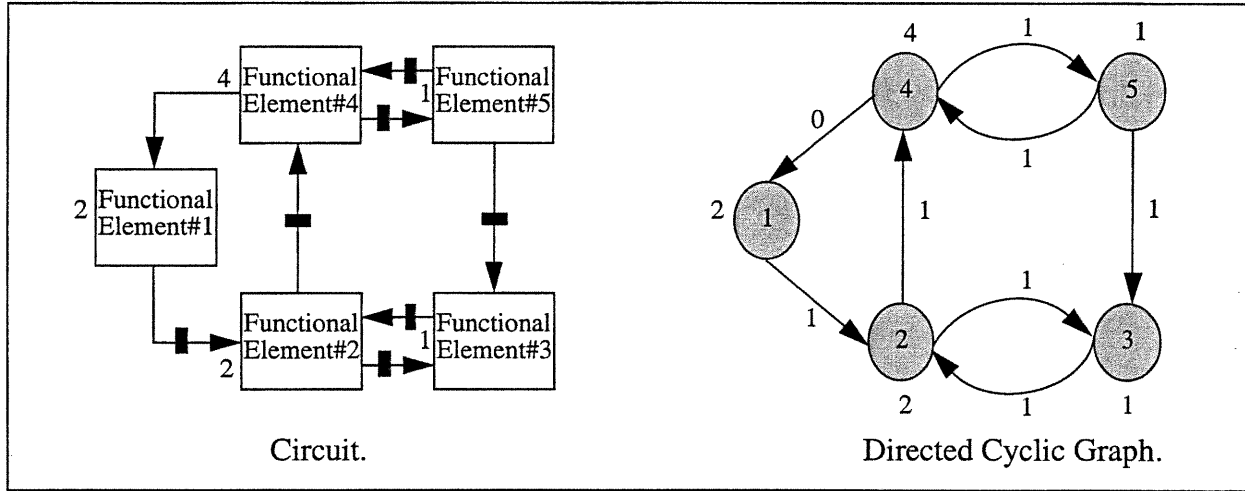 4
Functional
Element#4
1
Functional
Element#5
2
Functional
Element#1
2
Functional
Element#2
1
Functional
Element#3
Circuit.
4
1
1
4
5
0
1
2
1
1
1
1
1
2
3
2
1
1
Directed Cyclic Graph.